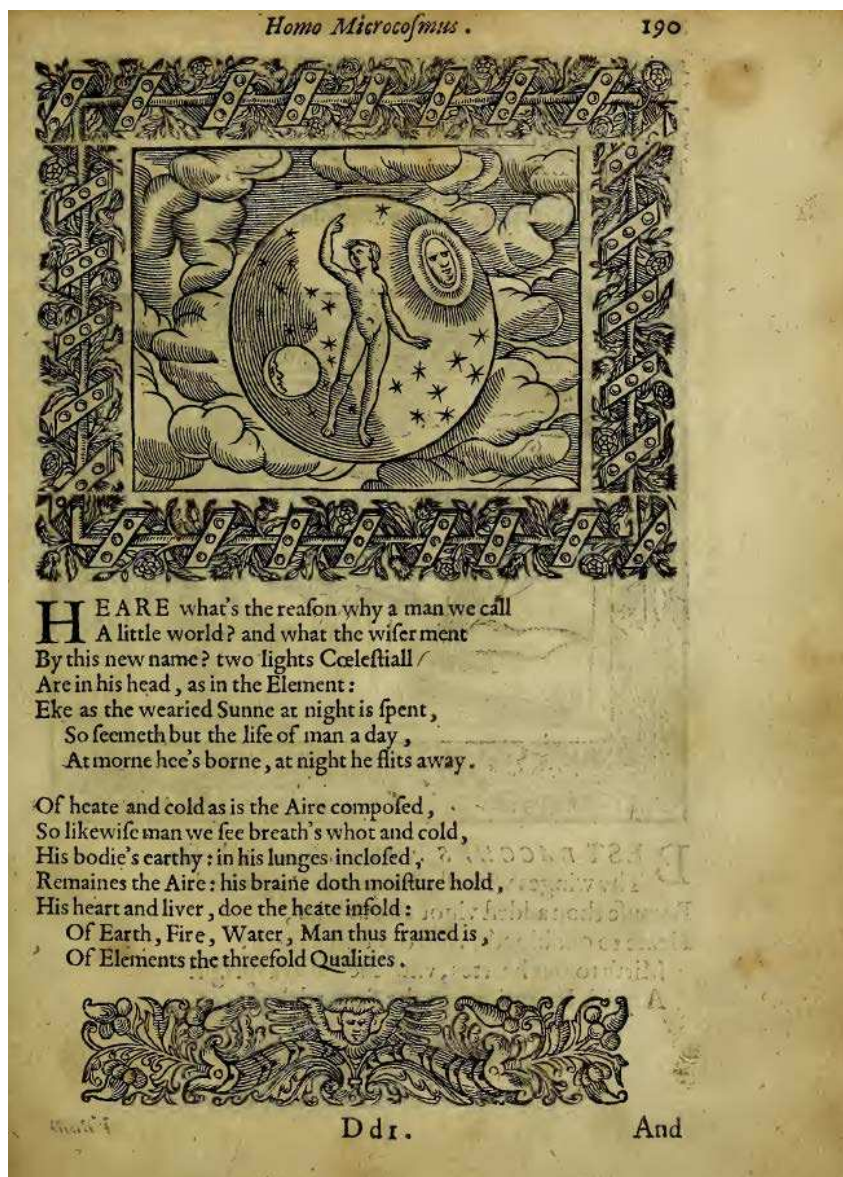 Homo Microcoſmus . 190
HEARE what's the reaſon why a man we call
A little world? and what the wiſer ment
By this new name? two lights Cœleſtiall
Are in his head, as in the Element:
Eke as the wearied Sunne at night is ſpent,
So ſeemeth but the life of man a day,
At morne hee's borne, at night he flits away.
Of heate and cold as is the Aire compoſed,
So likewiſe man we ſee breath's whot and cold,
His bodie's earthy: in his lunges incloſed,
Remaines the Aire: his braine doth moiſture hold,
His heart and liver, doe the heate infold:
Of Earth, Fire, Water, Man thus framed is,
Of Elements the threefold Qualities.
Dd1. And